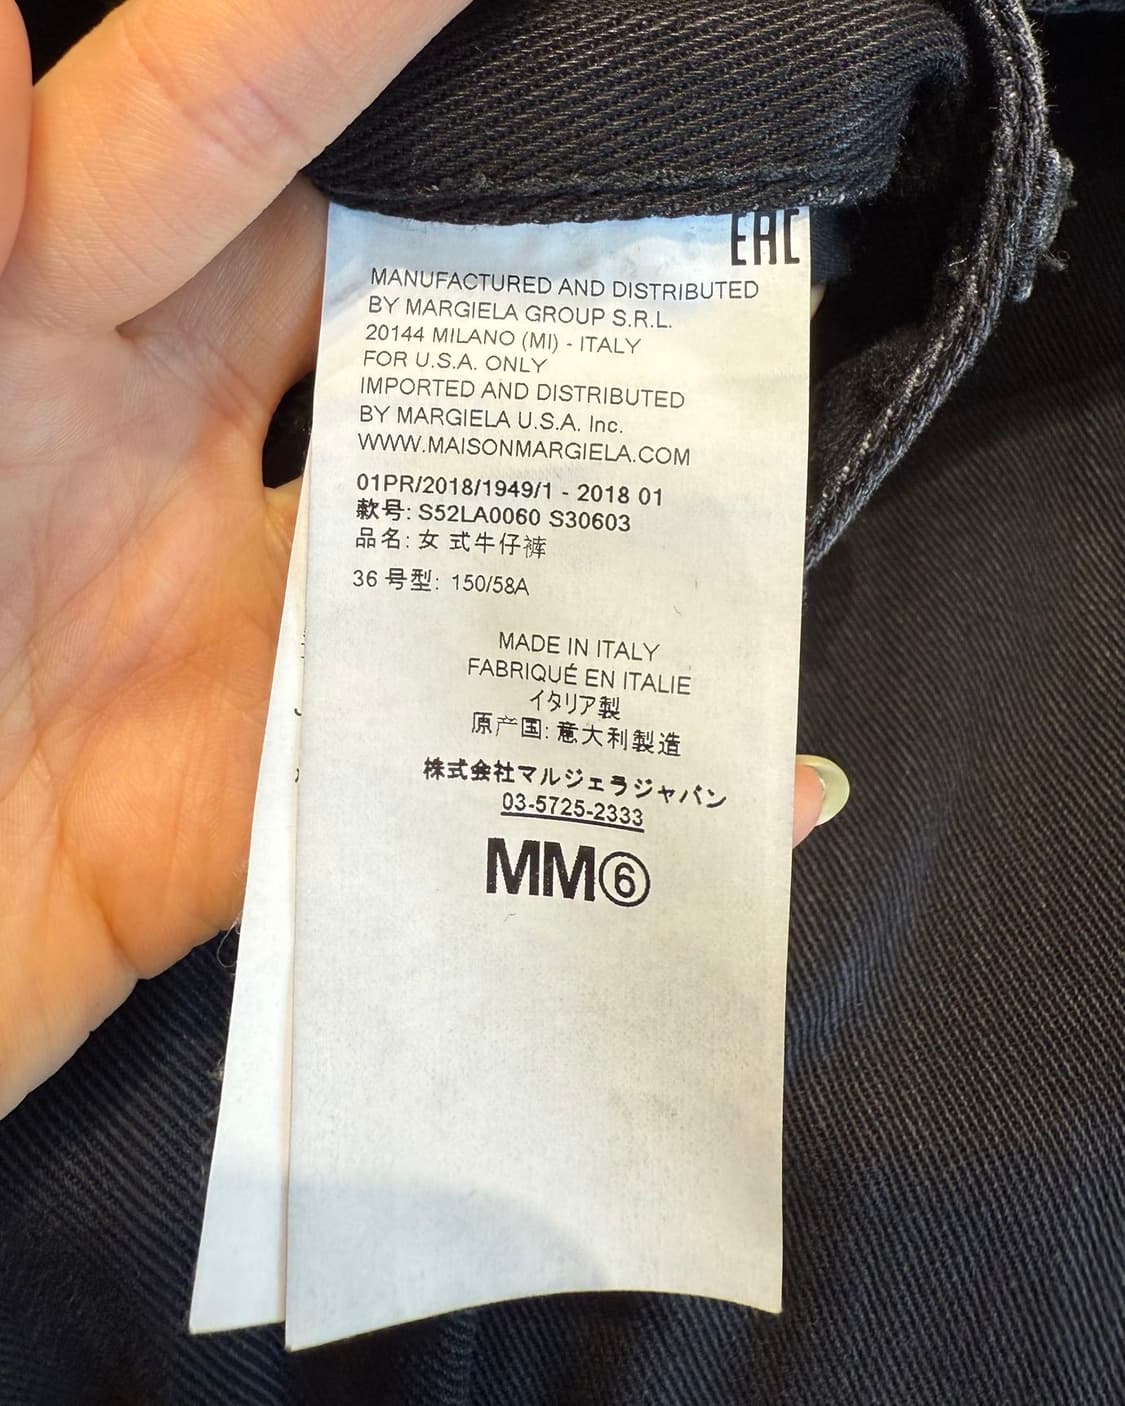 EAC
MANUFACTURED AND DISTRIBUTED
BY MARGIELA GROUP S.R.L.
20144 MILANO (MI) - ITALY
FOR U.S.A. ONLY
IMPORTED AND DISTRIBUTED
BY MARGIELA U.S.A. Inc.
WWW.MAISONMARGIELA.COM
01PR/2018/1949/1 - 2018 01
款号: S52LA0060 S30603
品名: 女 式牛仔裤
36 号型: 150/58A
MADE IN ITALY
FABRIQUÉ EN ITALIE
イタリア製
原产国: 意大利製造
株式会社マルジェラジャパン
03-5725-2333
MM⑥